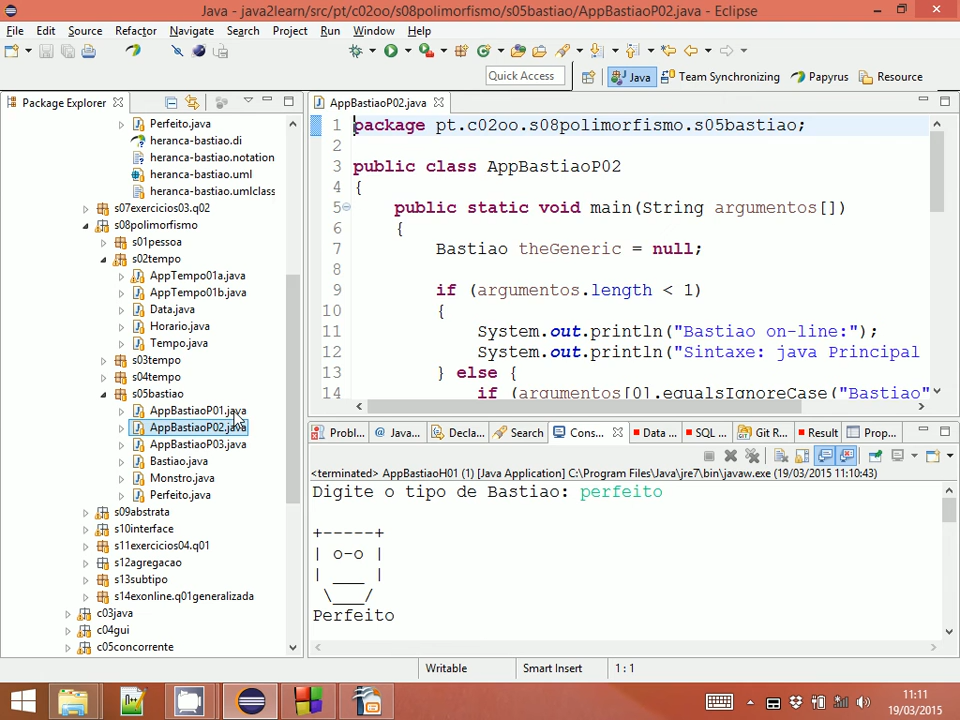 Java - java2learn/src/pt/c02oo/s08polimorfismo/s05bastiao/AppBastiaoP02.java - Eclipse
File Edit Source Refactor Navigate Search Project Run Window Help
Quick Access
Java
Team Synchronizing
Papyrus
Resource
Package Explorer
Perfeito.java
heranca-bastiao.di
heranca-bastiao.notation
heranca-bastiao.uml
heranca-bastiao.umlclass
s07exercicios03.q02
s08polimorfismo
s01pessoa
s02tempo
AppTempo01a.java
AppTempo01b.java
Data.java
Horario.java
Tempo.java
s03tempo
s04tempo
s05bastiao
AppBastiaoP01.java
AppBastiaoP02.java
AppBastiaoP03.java
Bastiao.java
Monstro.java
Perfeito.java
s09abstrata
s10interface
s11exercicios04.q01
s12agregacao
s13subtipo
s14exonline.q01generalizada
c03java
c04gui
c05concorrente
AppBastiaoP02.java
1 package pt.c02oo.s08polimorfismo.s05bastiao;
2
3 public class AppBastiaoP02
4 {
5 public static void main(String argumentos[])
6 {
7 Bastiao theGeneric = null;
8
9 if (argumentos.length < 1)
10 {
11 System.out.println("Bastiao on-line:");
12 System.out.println("Sintaxe: java Principal
13 } else {
14 if (argumentos[0].equalsIgnoreCase("Bastiao"
Probl... @ Java... Decla... Search Cons... Data ... SQL ... Git R... Result Prop...
<terminated> AppBastiaoH01 (1) [Java Application] C:\Program Files\Java\jre7\bin\javaw.exe (19/03/2015 11:10:43)
Digite o tipo de Bastiao: perfeito
+------+
| o-o |
| ___ |
\___/
Perfeito
Writable
Smart Insert
1 : 1
11:11
19/03/2015